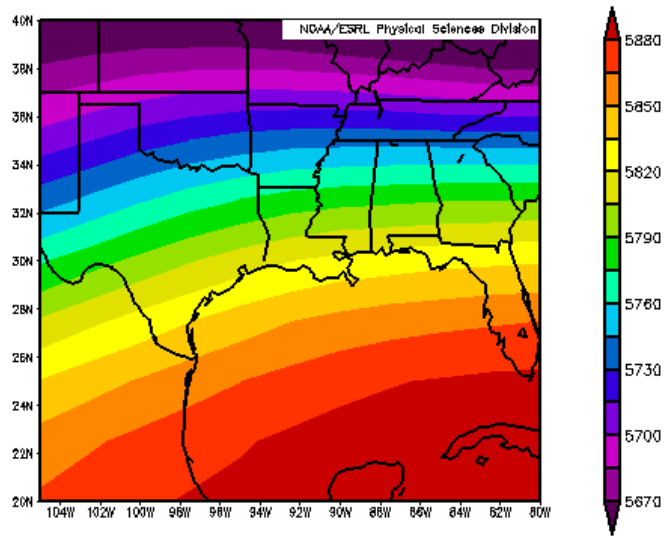 NOAA/ESRL Physical Sciences Division
40N
38N
36N
34N
32N
30N
28N
26N
24N
22N
20N
104W 102W 100W 98W 96W 94W 92W 90W 88W 86W 84W 82W 80W
5880
5850
5820
5790
5760
5730
5700
5670